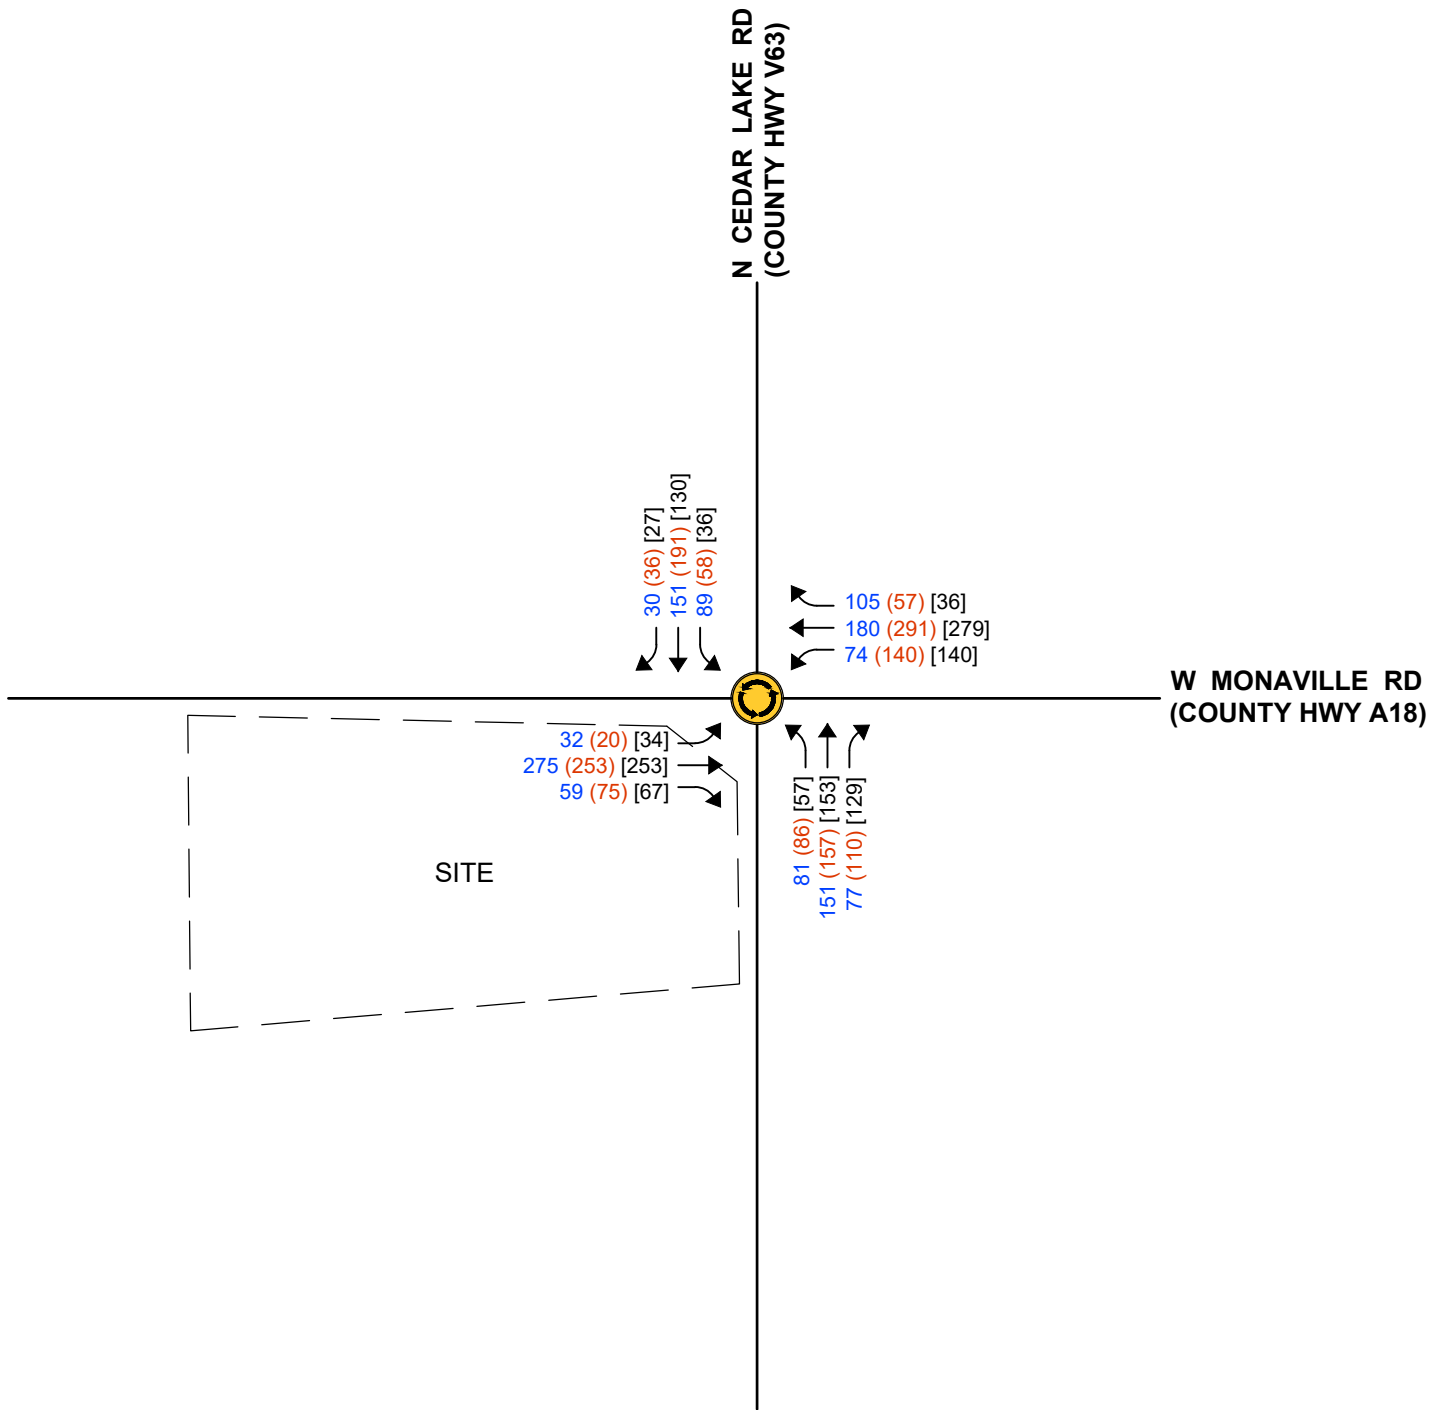 N CEDAR LAKE RD
(COUNTY HWY V63)
30 (36) [27]
151 (191) [130]
89 (58) [36]
105 (57) [36]
180 (291) [279]
74 (140) [140]
W MONAVILLE RD
(COUNTY HWY A18)
32 (20) [34]
275 (253) [253]
59 (75) [67]
81 (86) [57]
151 (157) [153]
77 (110) [129]
SITE